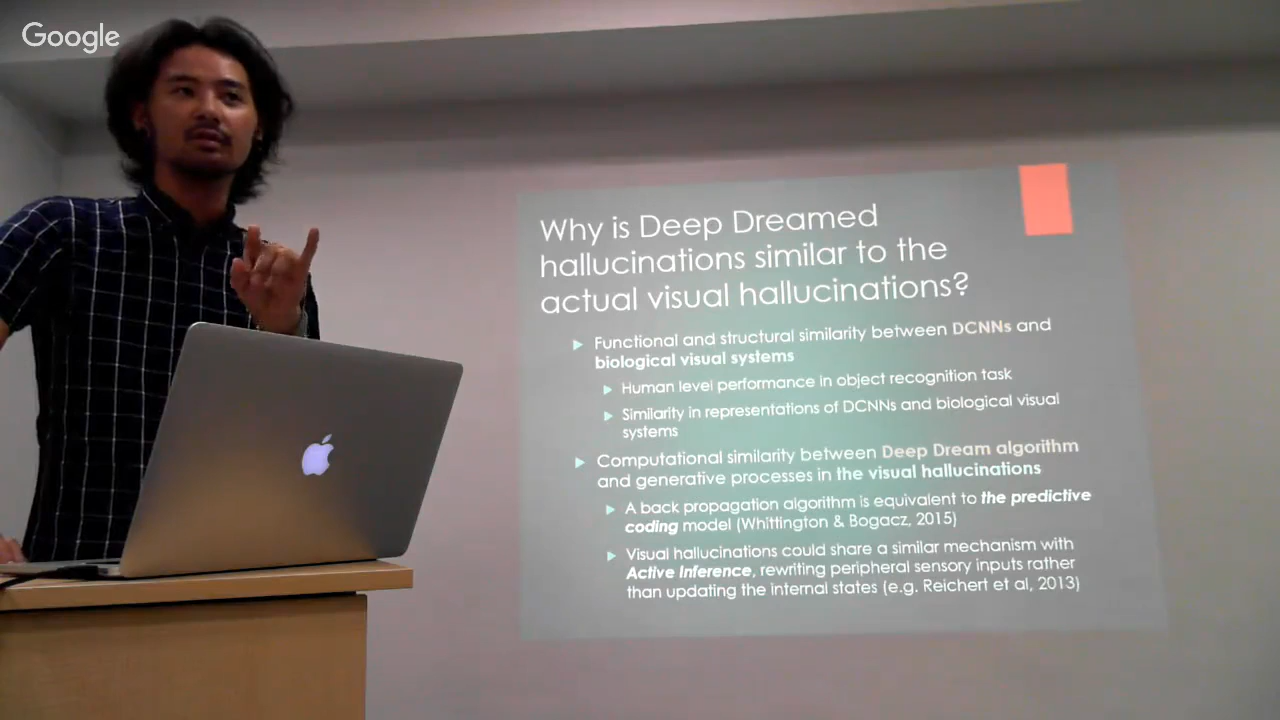 Google
Why is Deep Dreamed
hallucinations similar to the
actual visual hallucinations?
Functional and structural similarity between DCNNs and
biological visual systems
Human level performance in object recognition task
Similarity in representations of DCNNs and biological visual
systems
Computational similarity between Deep Dream algorithm
and generative processes in the visual hallucinations
A back propagation algorithm is equivalent to the predictive
coding model (Whittington & Bogacz, 2015)
Visual hallucinations could share a similar mechanism with
Active Inference, rewriting peripheral sensory inputs rather
than updating the internal states (e.g. Reichert et al, 2013)